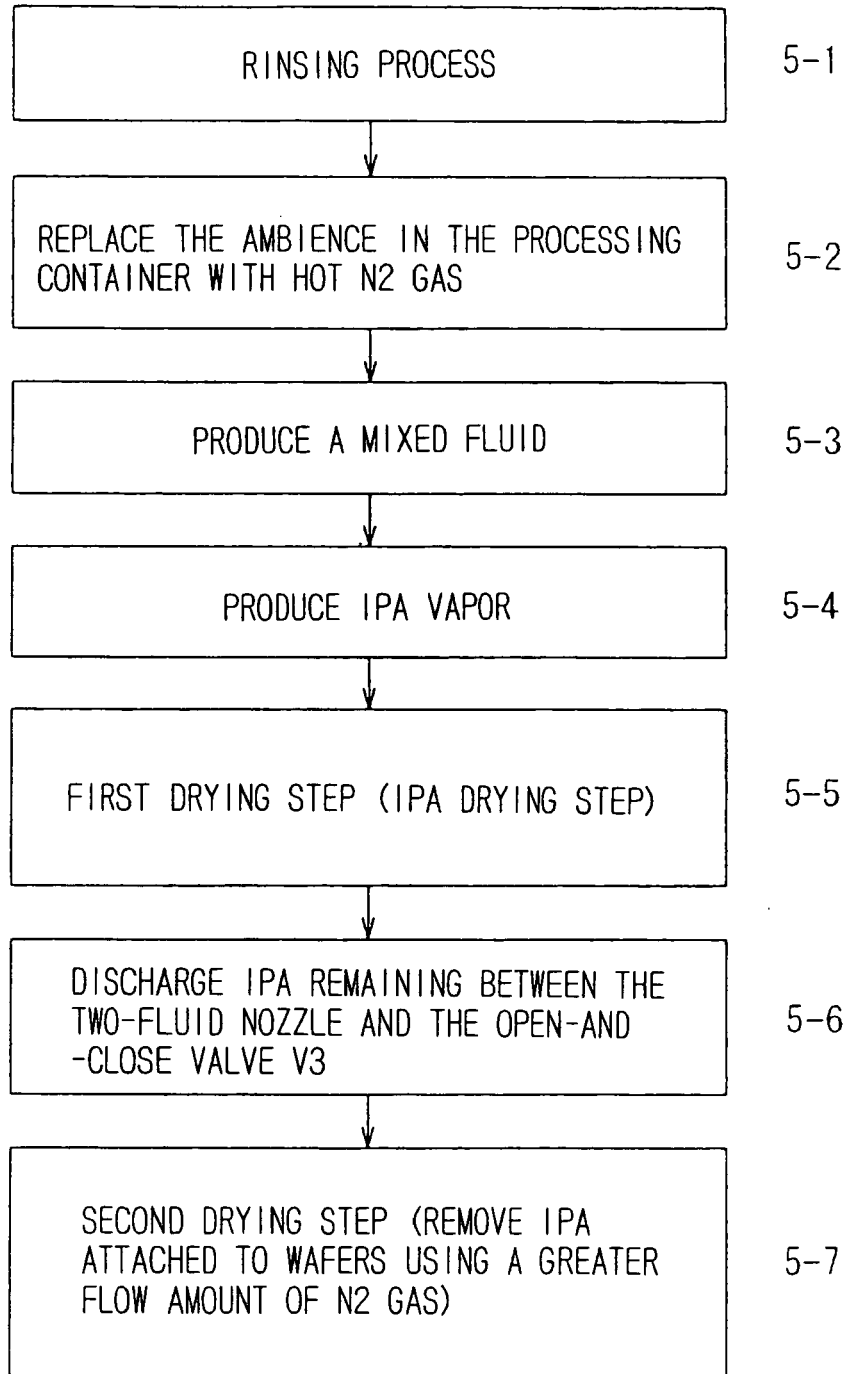 RINSING PROCESS
5-1
REPLACE THE AMBIENCE IN THE PROCESSING
CONTAINER WITH HOT N2 GAS
5-2
PRODUCE A MIXED FLUID
5-3
PRODUCE IPA VAPOR
5-4
FIRST DRYING STEP (IPA DRYING STEP)
5-5
DISCHARGE IPA REMAINING BETWEEN THE
TWO-FLUID NOZZLE AND THE OPEN-AND
-CLOSE VALVE V3
5-6
SECOND DRYING STEP (REMOVE IPA
ATTACHED TO WAFERS USING A GREATER
FLOW AMOUNT OF N2 GAS)
5-7